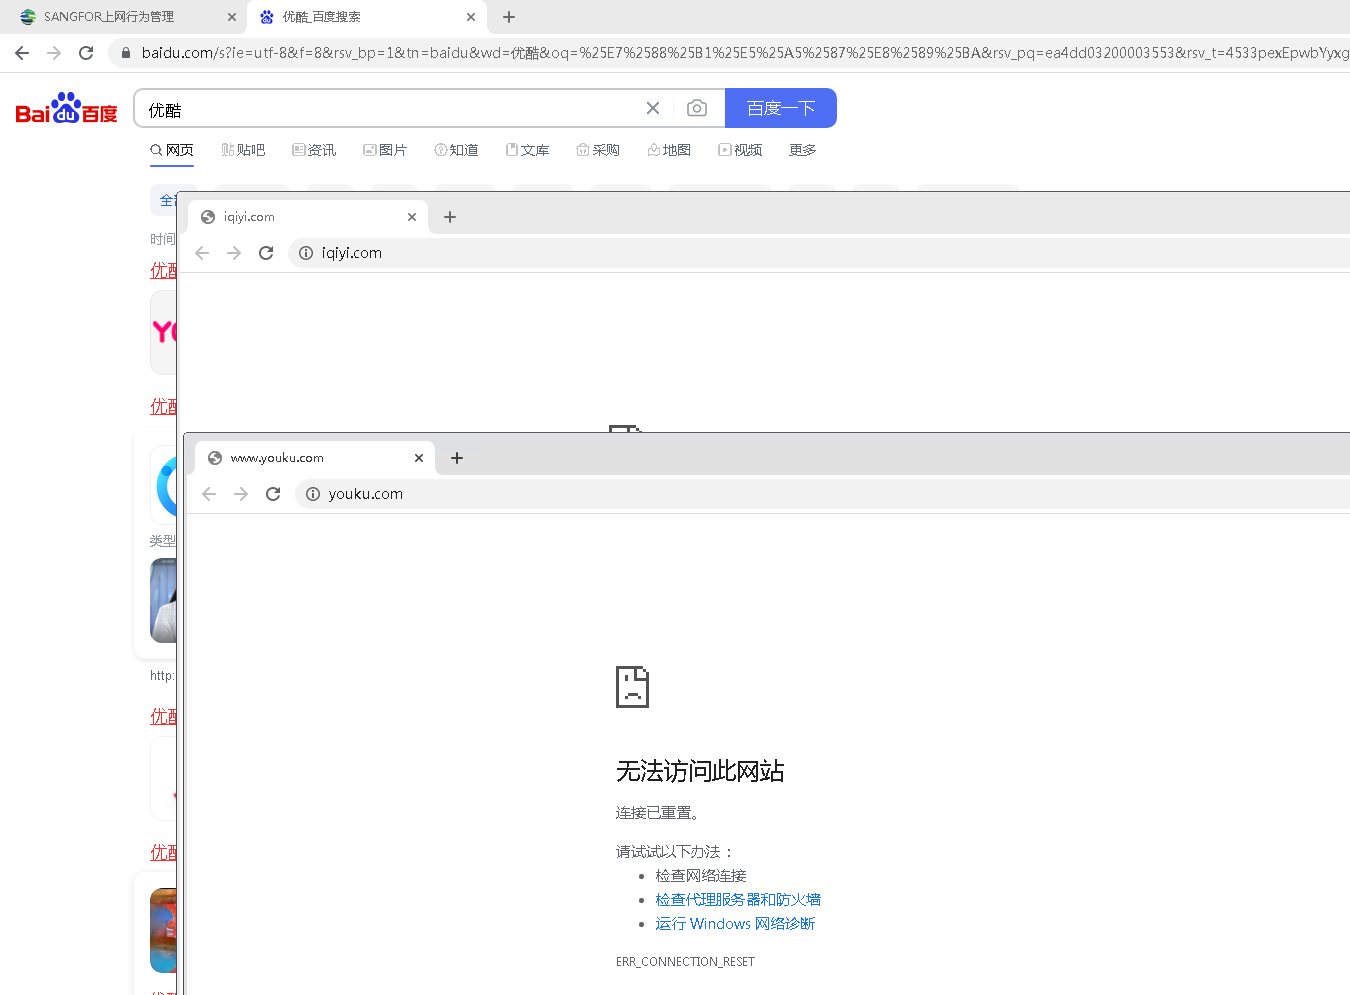 SANGFOR上网行为管理
优酷_百度搜索
baidu.com/s?ie=utf-8&f=8&rsv_bp=1&tn=baidu&wd=优酷&oq=%25E7%2588%25B1%25E5%25A5%2587%25E8%2589%25BA&rsv_pq=ea4dd03200003553&rsv_t=4533pexEpwbYyxg
Bai du 百度
优酷
百度一下
网页 贴吧 资讯 图片 知道 文库 采购 地图 视频 更多
全
时间
优酷
iqiyi.com
iqiyi.com
优酷
www.youku.com
youku.com
类型
http:
优酷
优酷
无法访问此网站
连接已重置。
请试试以下办法：
检查网络连接
检查代理服务器和防火墙
运行 Windows 网络诊断
ERR_CONNECTION_RESET